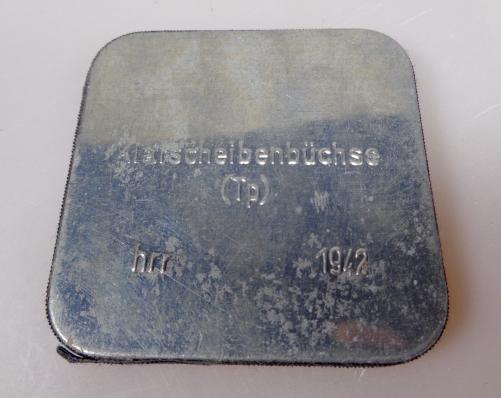 Klarscheibenbüchse
(Tp)
hrr 1942